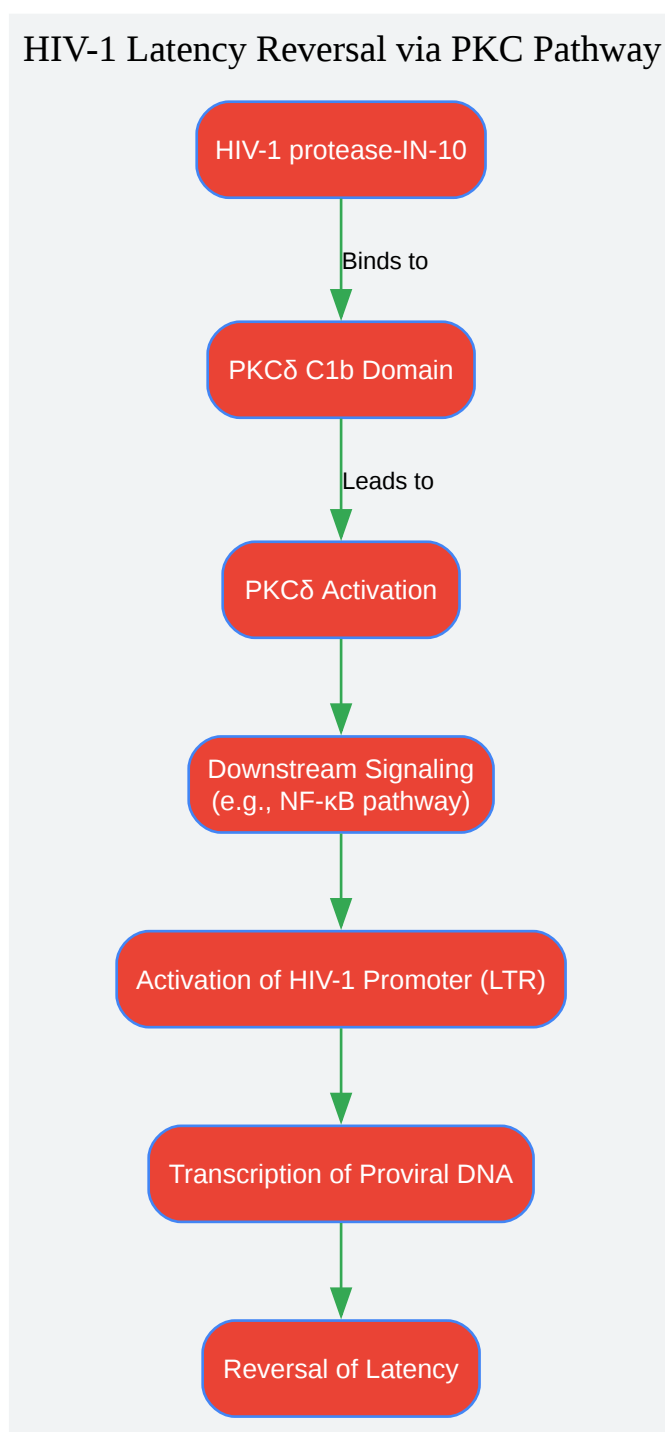 HIV-1 Latency Reversal via PKC Pathway
HIV-1 protease-IN-10
Binds to
PKCδ C1b Domain
Leads to
PKCδ Activation
Downstream Signaling
(e.g., NF-κB pathway)
Activation of HIV-1 Promoter (LTR)
Transcription of Proviral DNA
Reversal of Latency